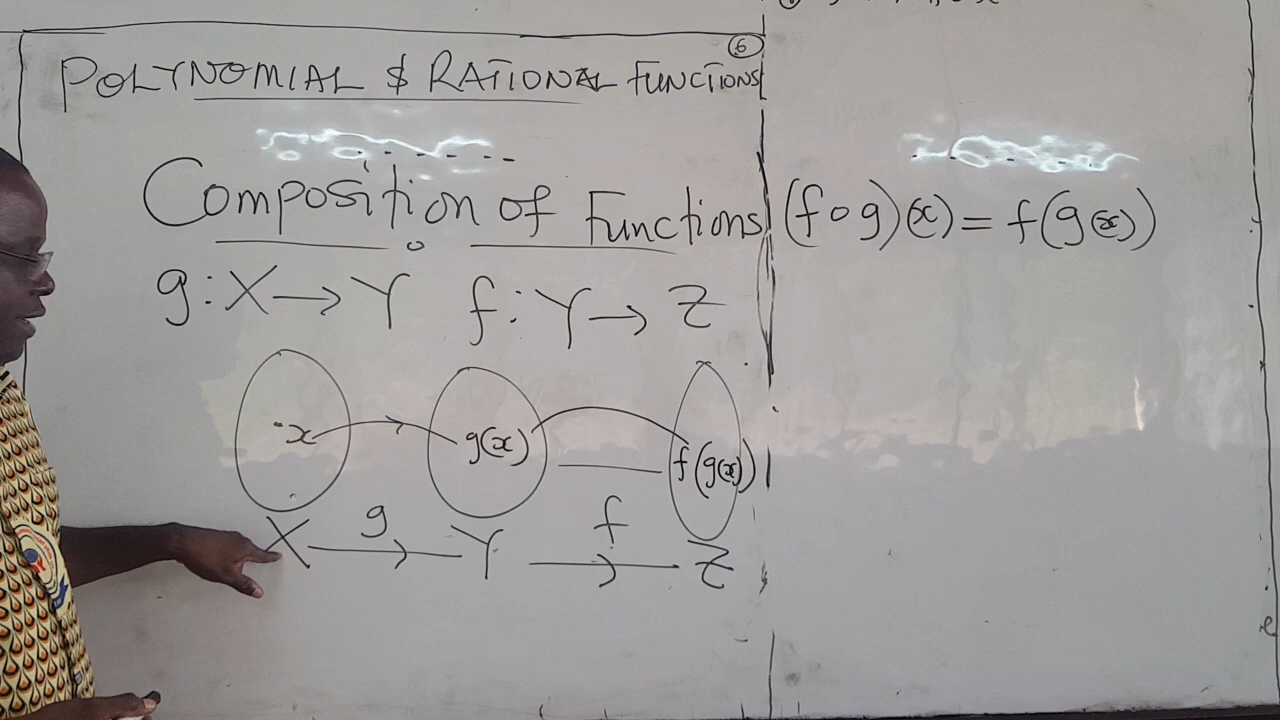 6
POLYNOMIAL & RATIONAL FUNCTIONS
Composition of Functions
(f o g)(x) = f(g(x))
g : X → Y f : Y → Z
x g(x) f(g(x))
g f
X → Y → Z